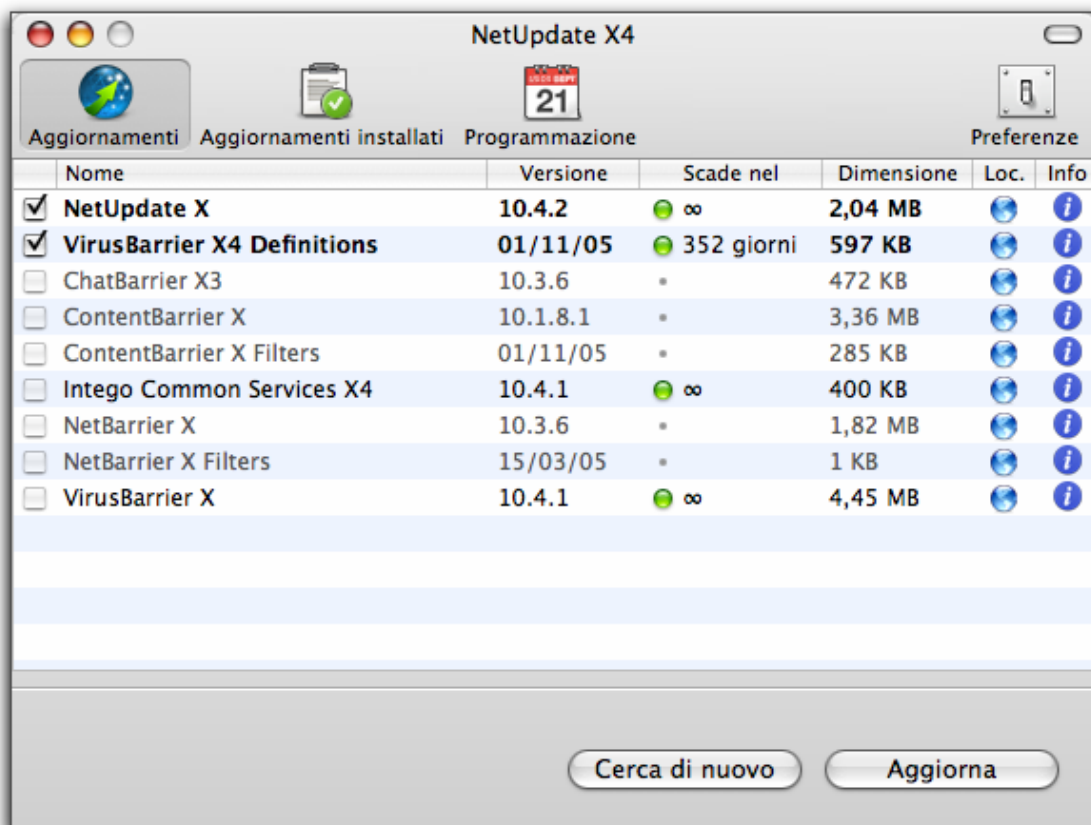 NetUpdate X4
Aggiornamenti Aggiornamenti installati Programmazione Preferenze
21
Nome Versione Scade nel Dimensione Loc. Info
NetUpdate X 10.4.2 ∞ 2,04 MB
VirusBarrier X4 Definitions 01/11/05 352 giorni 597 KB
ChatBarrier X3 10.3.6 472 KB
ContentBarrier X 10.1.8.1 3,36 MB
ContentBarrier X Filters 01/11/05 285 KB
Intego Common Services X4 10.4.1 ∞ 400 KB
NetBarrier X 10.3.6 1,82 MB
NetBarrier X Filters 15/03/05 1 KB
VirusBarrier X 10.4.1 ∞ 4,45 MB
Cerca di nuovo Aggiorna